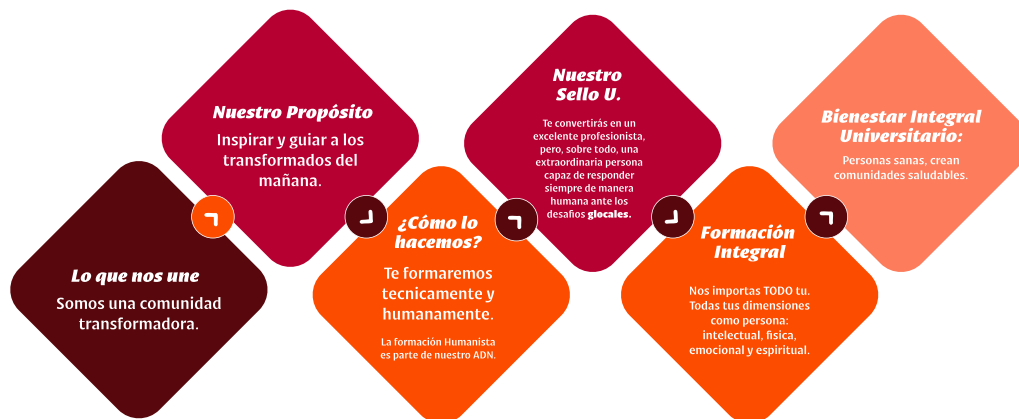 Lo que nos une
Somos una comunidad
transformadora.
Nuestro Propósito
Inspirar y guiar a los
transformados del
mañana.
¿Cómo lo
hacemos?
Te formaremos
tecnicamente y
humanamente.
La formación Humanista
es parte de nuestro ADN.
Nuestro
Sello U.
Te convertirás en un
excelente profesionista,
pero, sobre todo, una
extraordinaria persona
capaz de responder
siempre de manera
humana ante los
desafios glocales.
Formación
Integral
Nos importas TODO tu.
Todas tus dimensiones
como persona:
intelectual, fisica,
emocional y espiritual.
Bienestar Integral
Universitario:
Personas sanas, crean
comunidades saludables.